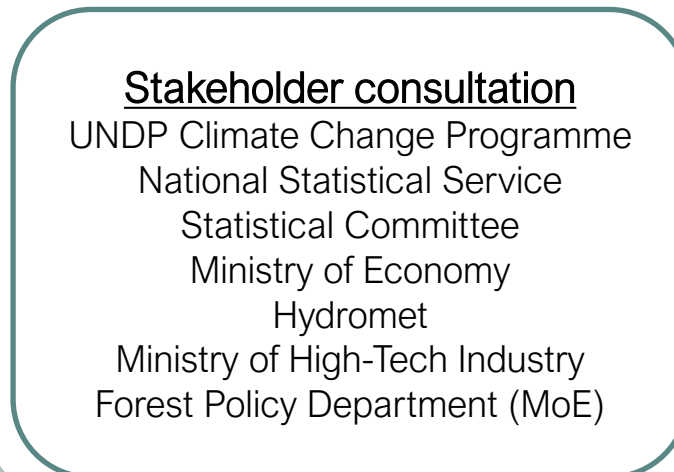 Stakeholder consultation
UNDP Climate Change Programme
National Statistical Service
Statistical Committee
Ministry of Economy
Hydromet
Ministry of High-Tech Industry
Forest Policy Department (MoE)